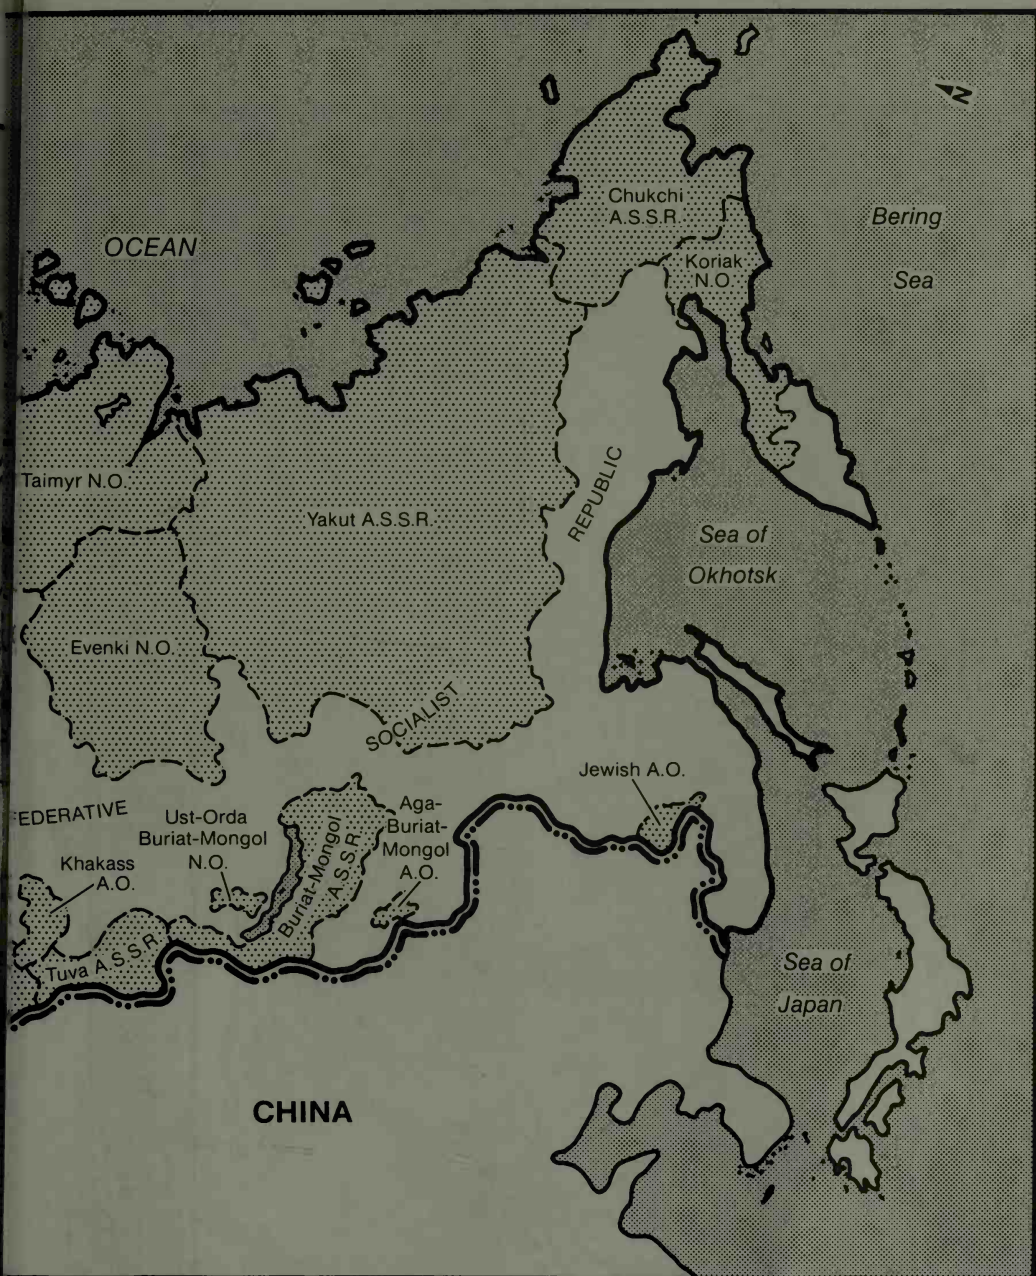 N
Chukchi
A.S.S.R.
Bering
Sea
OCEAN
Koriak
N.O.
Taimyr N.O.
Yakut A.S.S.R.
REPUBLIC
Sea of
Okhotsk
Evenki N.O.
SOCIALIST
Jewish A.O.
FEDERATIVE
Ust-Orda
Buriat-Mongol
N.O.
Aga-
Buriat-
Mongol
A.O.
Buriat-Mongol
A.S.S.R.
Khakass
A.O.
Tuva A.S.S.R.
Sea of
Japan
CHINA